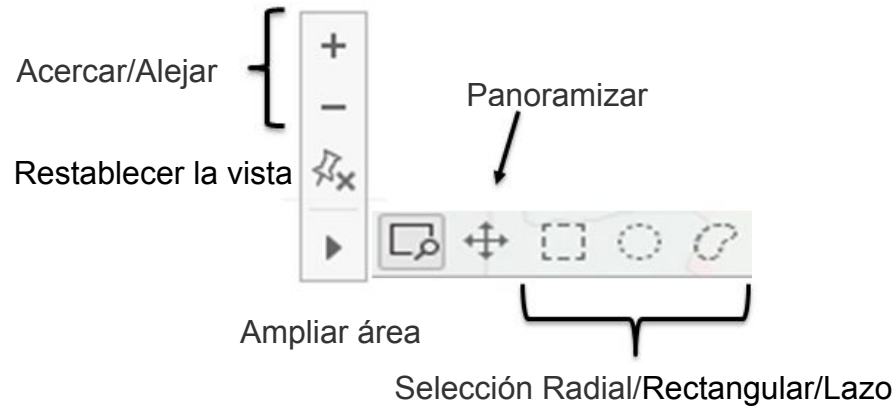 Acercar/Alejar
Panoramizar
Restablecer la vista
Ampliar área
Selección Radial/Rectangular/Lazo